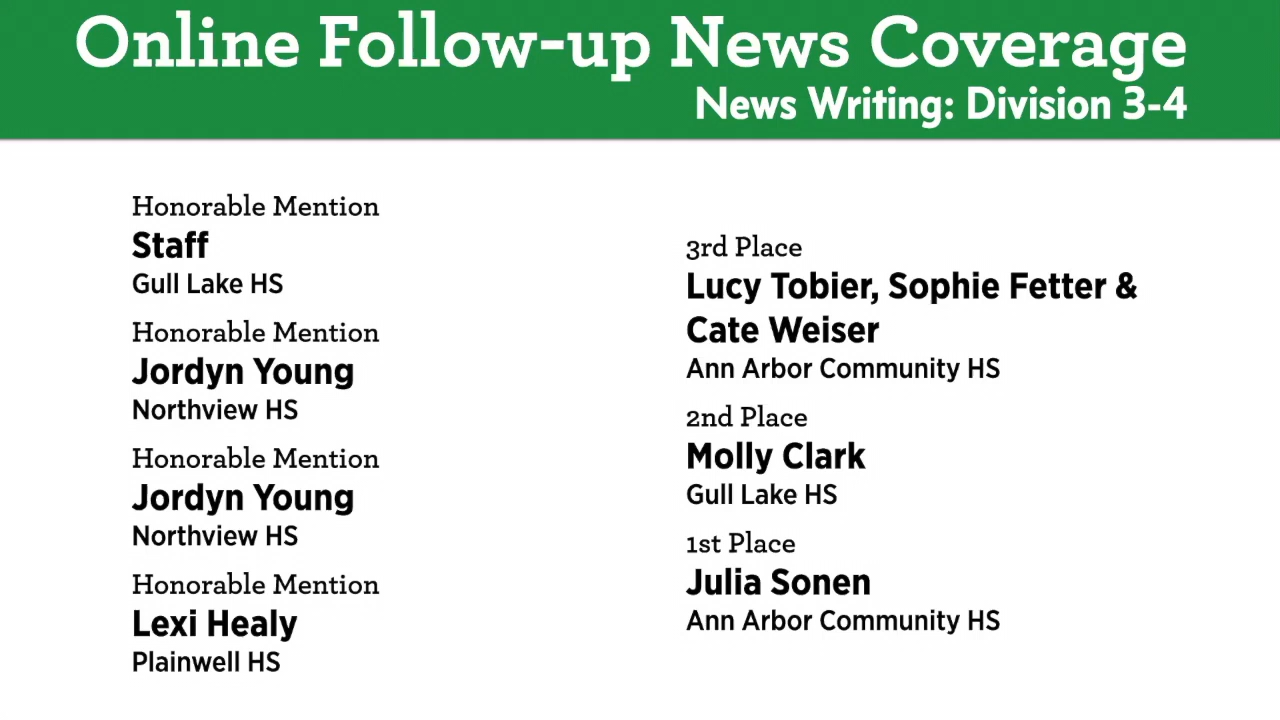 Online Follow-up News Coverage
News Writing: Division 3-4
Honorable Mention
Staff
Gull Lake HS
Honorable Mention
Jordyn Young
Northview HS
Honorable Mention
Jordyn Young
Northview HS
Honorable Mention
Lexi Healy
Plainwell HS
3rd Place
Lucy Tobier, Sophie Fetter &
Cate Weiser
Ann Arbor Community HS
2nd Place
Molly Clark
Gull Lake HS
1st Place
Julia Sonen
Ann Arbor Community HS